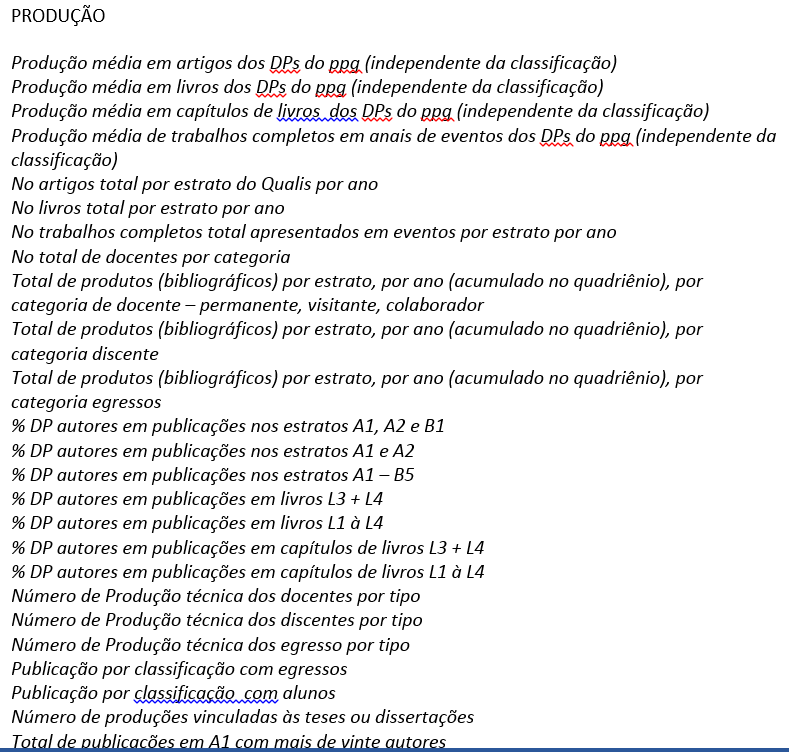 PRODUÇÃO
Produção média em artigos dos DPs do ppg (independente da classificação)
Produção média em livros dos DPs do ppg (independente da classificação)
Produção média em capítulos de livros  dos DPs do ppg (independente da classificação)
Produção média de trabalhos completos em anais de eventos dos DPs do ppg (independente da
classificação)
No artigos total por estrato do Qualis por ano
No livros total por estrato por ano
No trabalhos completos total apresentados em eventos por estrato por ano
No total de docentes por categoria
Total de produtos (bibliográficos) por estrato, por ano (acumulado no quadriênio), por
categoria de docente – permanente, visitante, colaborador
Total de produtos (bibliográficos) por estrato, por ano (acumulado no quadriênio), por
categoria discente
Total de produtos (bibliográficos) por estrato, por ano (acumulado no quadriênio), por
categoria egressos
% DP autores em publicações nos estratos A1, A2 e B1
% DP autores em publicações nos estratos A1 e A2
% DP autores em publicações nos estratos A1 – B5
% DP autores em publicações em livros L3 + L4
% DP autores em publicações em livros L1 à L4
% DP autores em publicações em capítulos de livros L3 + L4
% DP autores em publicações em capítulos de livros L1 à L4
Número de Produção técnica dos docentes por tipo
Número de Produção técnica dos discentes por tipo
Número de Produção técnica dos egresso por tipo
Publicação por classificação com egressos
Publicação por classificação  com alunos
Número de produções vinculadas às teses ou dissertações
Total de publicações em A1 com mais de vinte autores